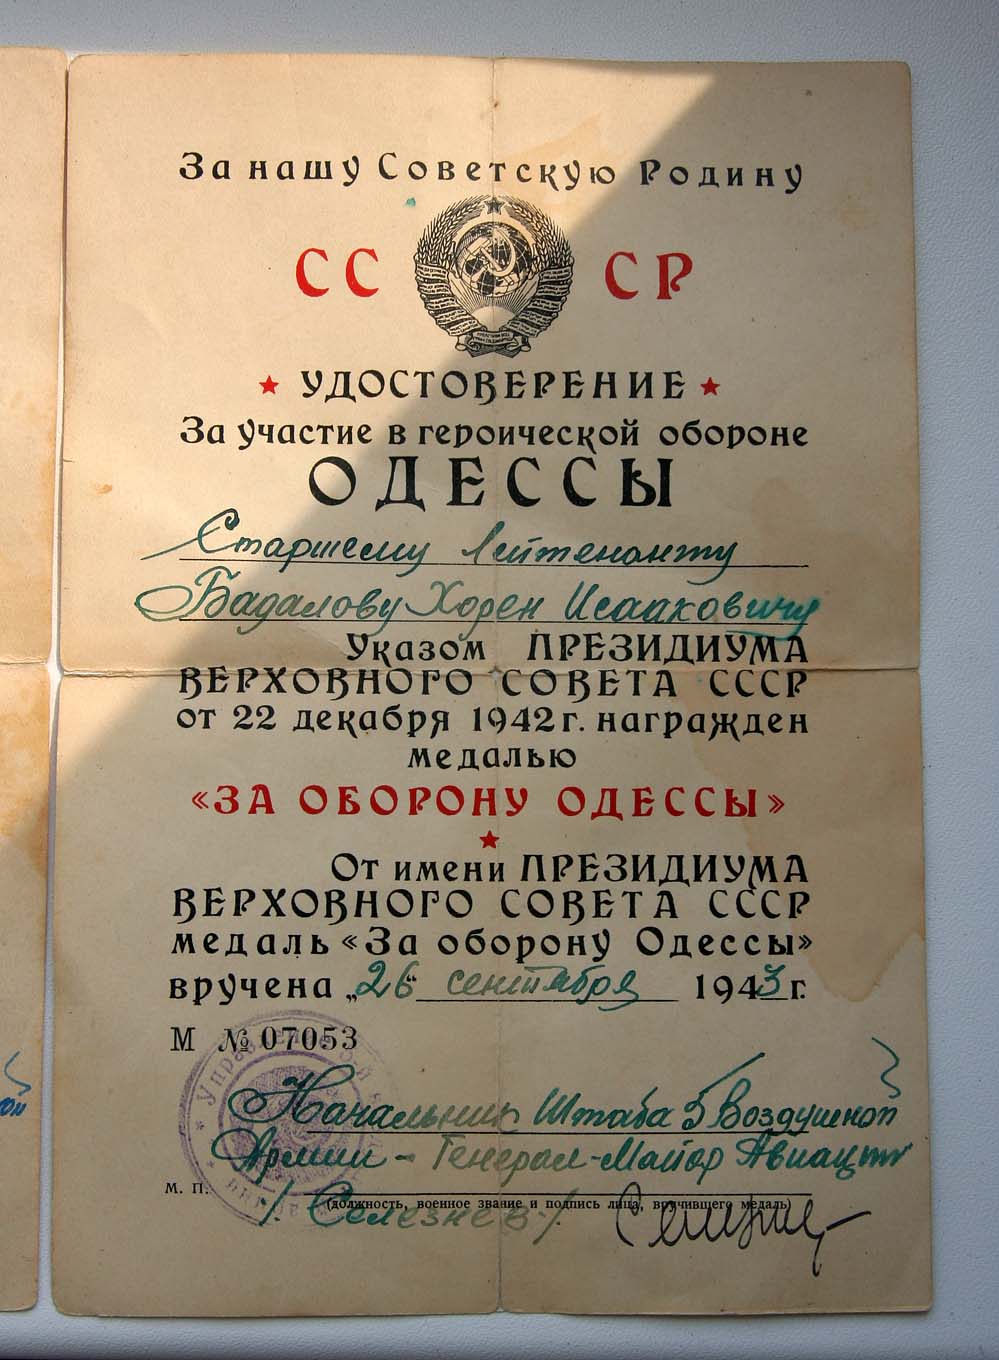 За нашу Советскую Родину
СССР
УДОСТОВЕРЕНИЕ
За участие в героической обороне
ОДЕССЫ
Старшему лейтенанту
Бадалову Хорен Исааковичу
Указом ПРЕЗИДИУМА
ВЕРХОВНОГО СОВЕТА СССР
от 22 декабря 1942 г. награжден
медалью
«ЗА ОБОРОНУ ОДЕССЫ»
От имени ПРЕЗИДИУМА
ВЕРХОВНОГО СОВЕТА СССР
медаль «За оборону Одессы»
вручена „26“ сентября 1943 г.
М № 07053
Начальник Штаба 5 Воздушной
Армии – Генерал-Майор Авиации
М. П.
(должность, военное звание и подпись лица, вручившего медаль)
/. Селезнев /.